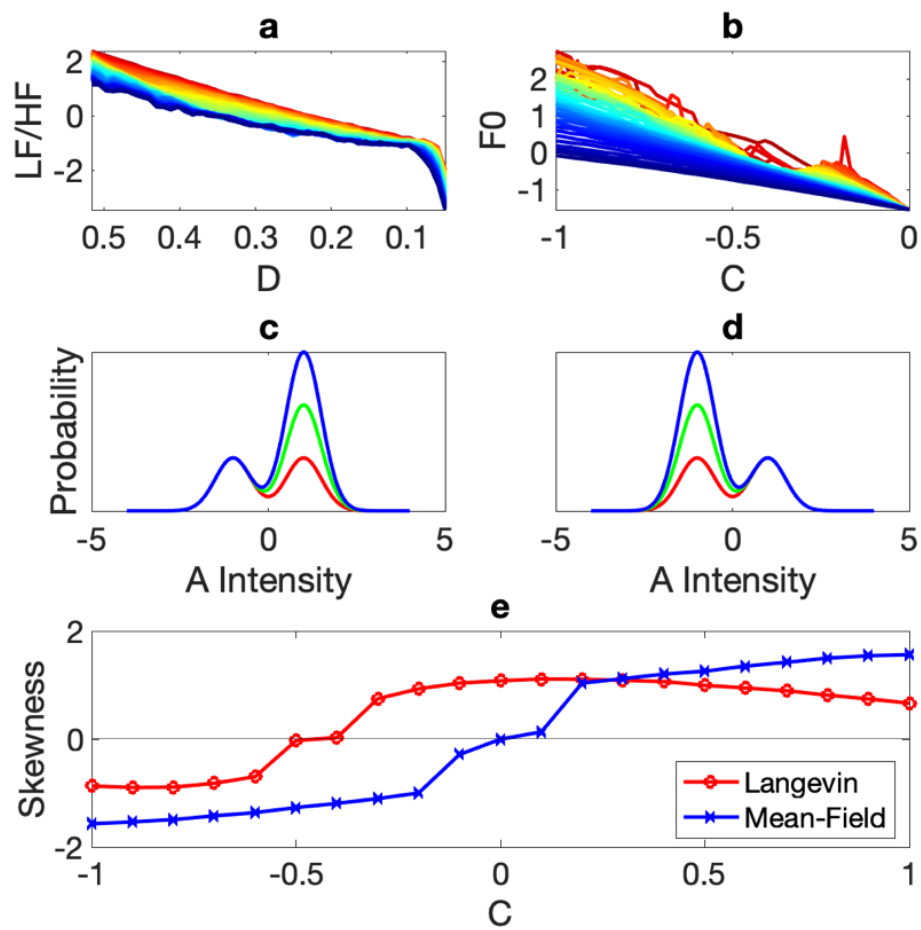 a b
LF/HF
2
0
-2
0.5 0.4 0.3 0.2 0.1
D
F0
2
1
0
-1
-1 -0.5 0
C
c d
Probability
-5 0 5
A Intensity
-5 0 5
A Intensity
e
Skewness
2
0
-2
Langevin
Mean-Field
-1 -0.5 0 0.5 1
C